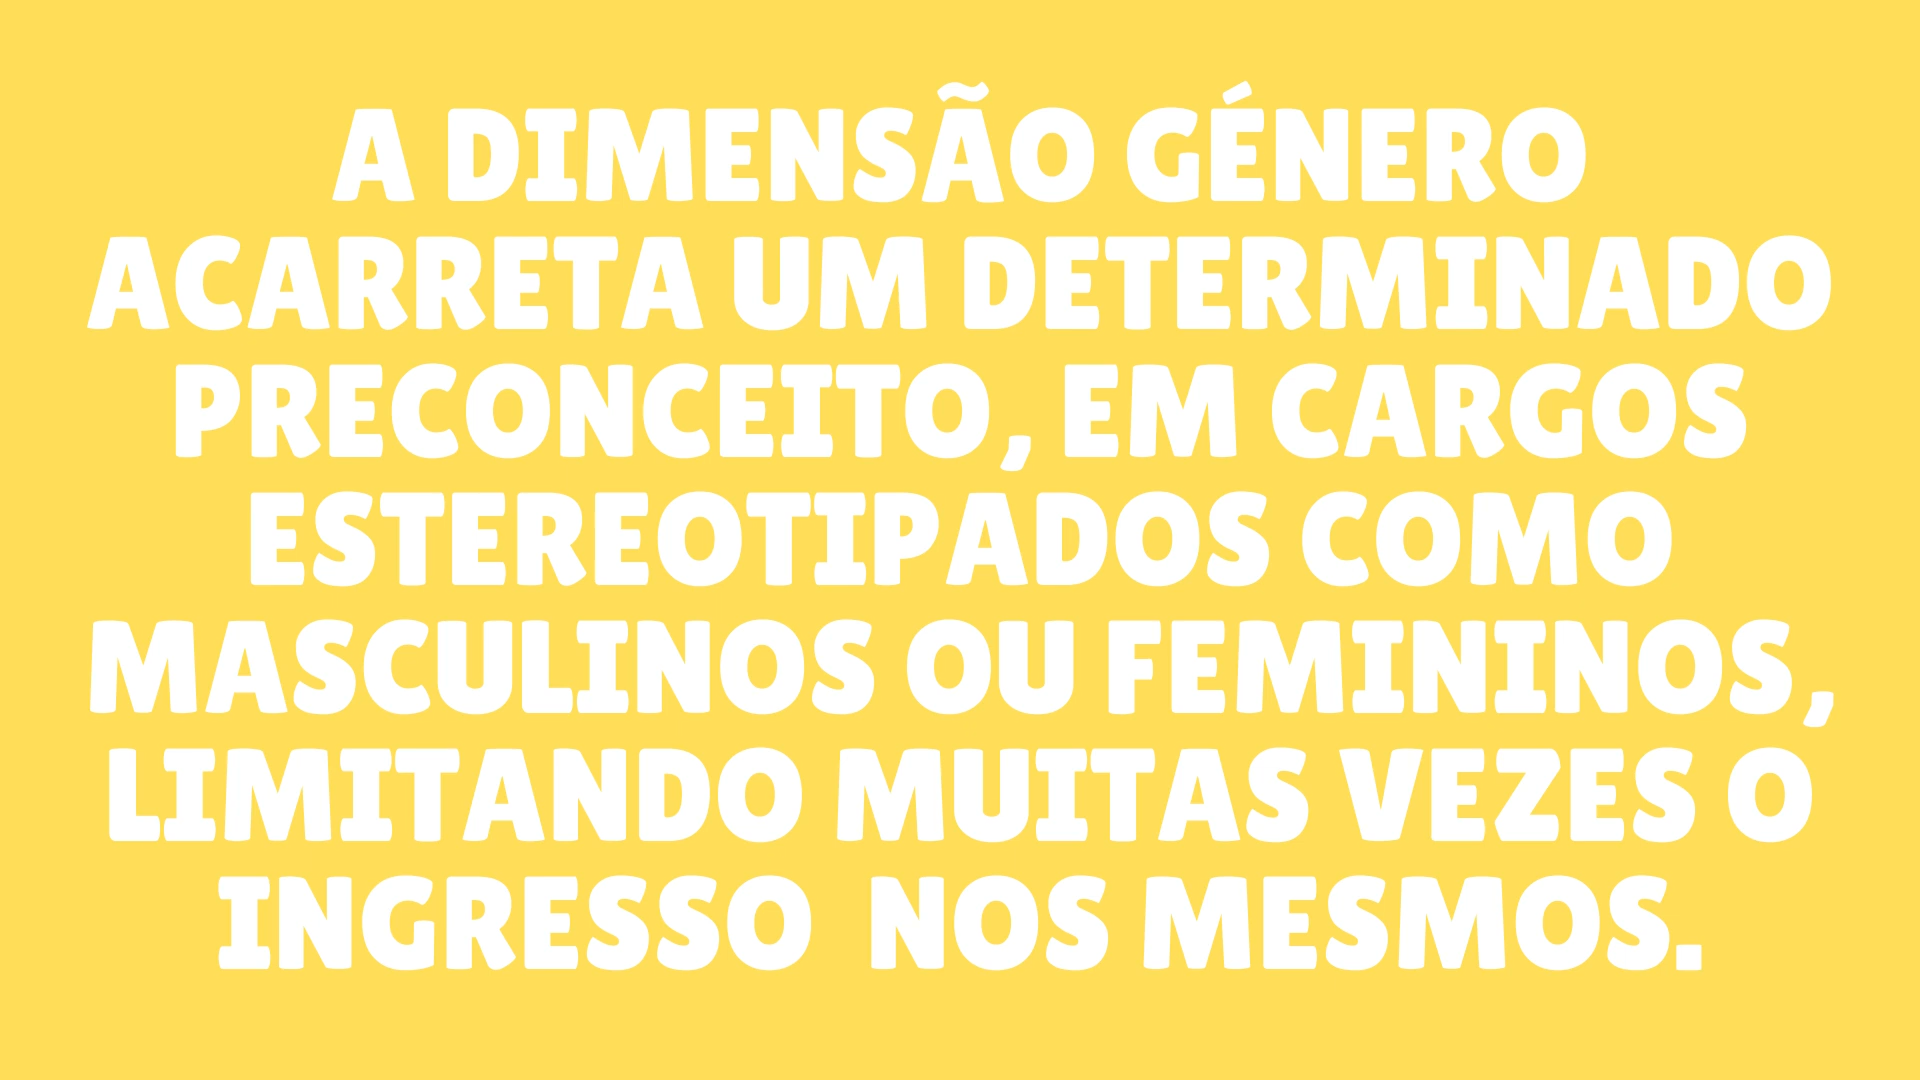 A DIMENSÃO GÉNERO
ACARRETA UM DETERMINADO
PRECONCEITO, EM CARGOS
ESTEREOTIPADOS COMO
MASCULINOS OU FEMININOS,
LIMITANDO MUITAS VEZES O
INGRESSO  NOS MESMOS.